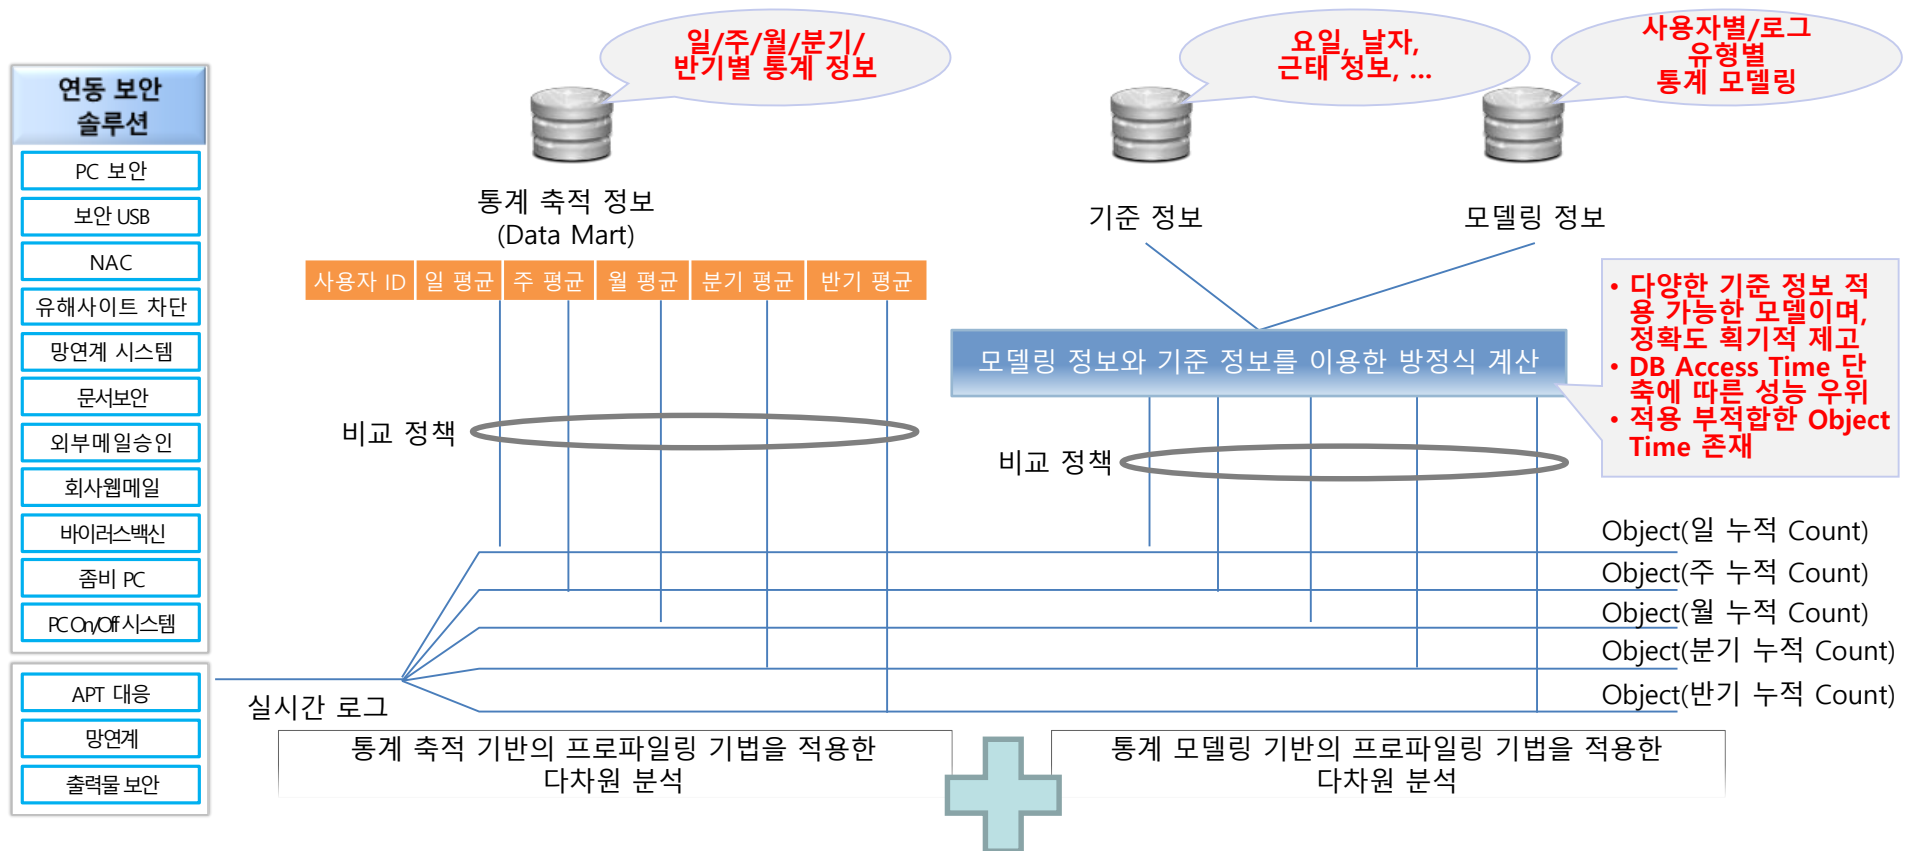 연동 보안
솔루션
PC 보안
보안 USB
NAC
유해사이트 차단
망연계 시스템
문서보안
외부메일승인
회사웹메일
바이러스백신
좀비 PC
PC On/Off 시스템
APT 대응
망연계
출력물 보안
일/주/월/분기/
반기별 통계 정보
통계 축적 정보
(Data Mart)
사용자 ID 일 평균 주 평균 월 평균 분기 평균 반기 평균
비교 정책
요일, 날자,
근태 정보, ...
기준 정보
사용자별/로그
유형별
통계 모델링
모델링 정보
모델링 정보와 기준 정보를 이용한 방정식 계산
• 다양한 기준 정보 적
용 가능한 모델이며,
정확도 획기적 제고
• DB Access Time 단
축에 따른 성능 우위
• 적용 부적합한 Object
Time 존재
비교 정책
Object(일 누적 Count)
Object(주 누적 Count)
Object(월 누적 Count)
Object(분기 누적 Count)
Object(반기 누적 Count)
실시간 로그
통계 축적 기반의 프로파일링 기법을 적용한
다차원 분석
통계 모델링 기반의 프로파일링 기법을 적용한
다차원 분석